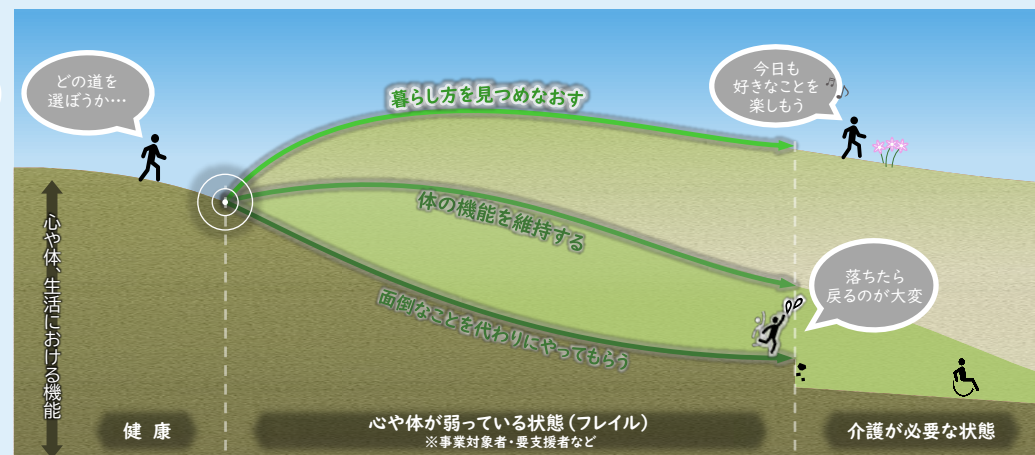 どの道を
選ぼうか…
暮らし方を見つめなおす
今日も
好きなことを
楽しもう
体の機能を維持する
落ちたら
戻るのが大変
面倒なことを代わりにやってもらう
心や体、生活における機能
健 康
心や体が弱っている状態(フレイル)
※事業対象者・要支援者など
介護が必要な状態